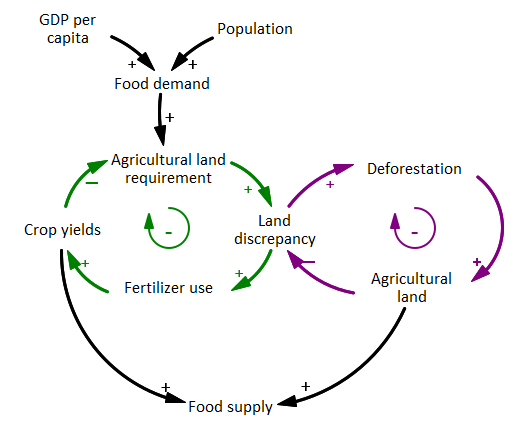 GDP per
capita
Population
+
+
Food demand
+
Agricultural land
requirement
Deforestation
–
+
+
Crop yields
-
Land
discrepancy
-
+
+
–
+
Fertilizer use
Agricultural
land
+
+
Food supply